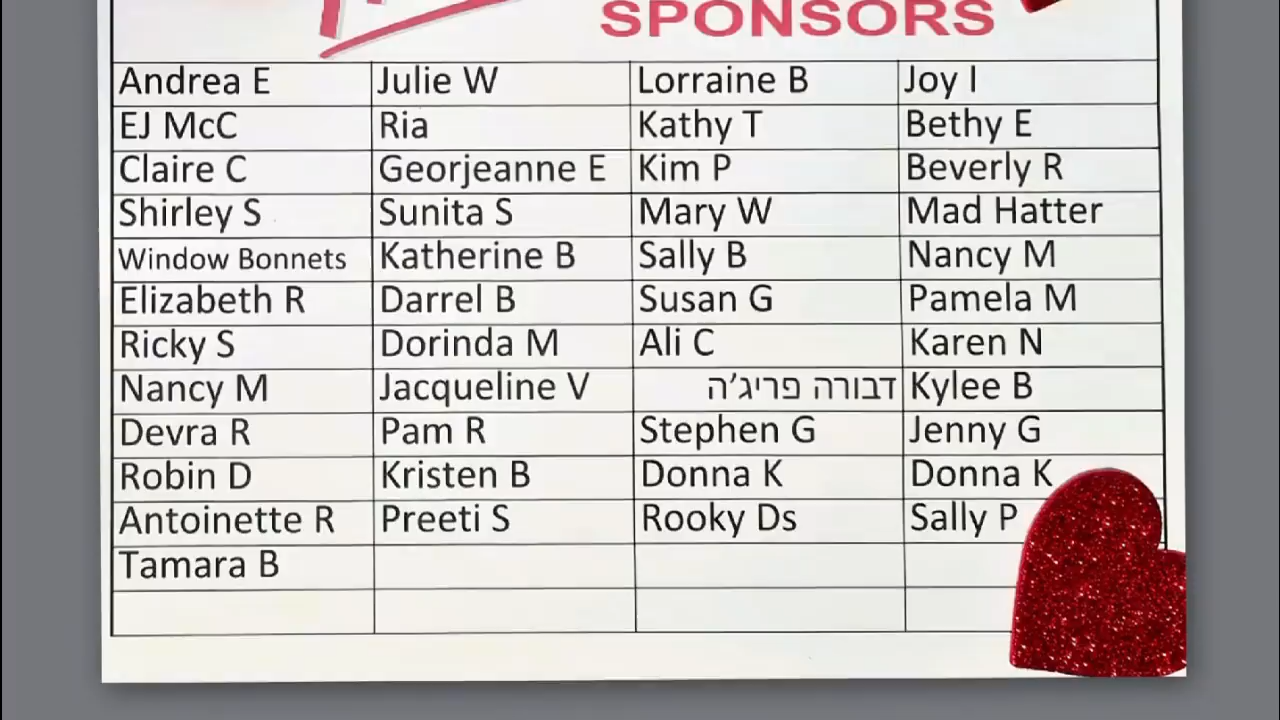 SPONSORS
Andrea E Julie W Lorraine B Joy I
EJ McC Ria Kathy T Bethy E
Claire C Georjeanne E Kim P Beverly R
Shirley S Sunita S Mary W Mad Hatter
Window Bonnets Katherine B Sally B Nancy M
Elizabeth R Darrel B Susan G Pamela M
Ricky S Dorinda M Ali C Karen N
Nancy M Jacqueline V דבורה פריג'ה Kylee B
Devra R Pam R Stephen G Jenny G
Robin D Kristen B Donna K Donna K
Antoinette R Preeti S Rooky Ds Sally P
Tamara B